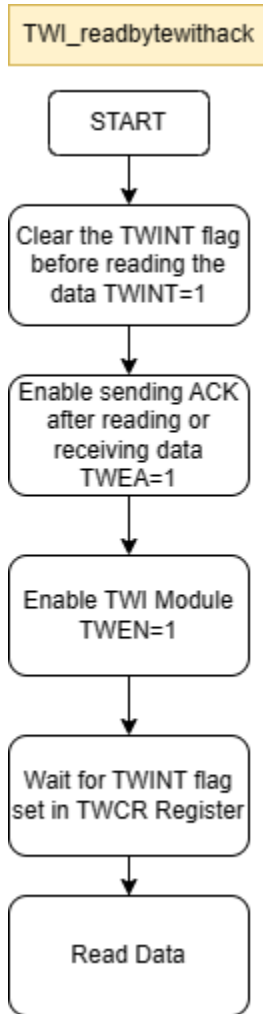 TWI_readbytewithack
START
Clear the TWINT flag
before reading the
data TWINT=1
Enable sending ACK
after reading or
receiving data
TWEA=1
Enable TWI Module
TWEN=1
Wait for TWINT flag
set in TWCR Register
Read Data